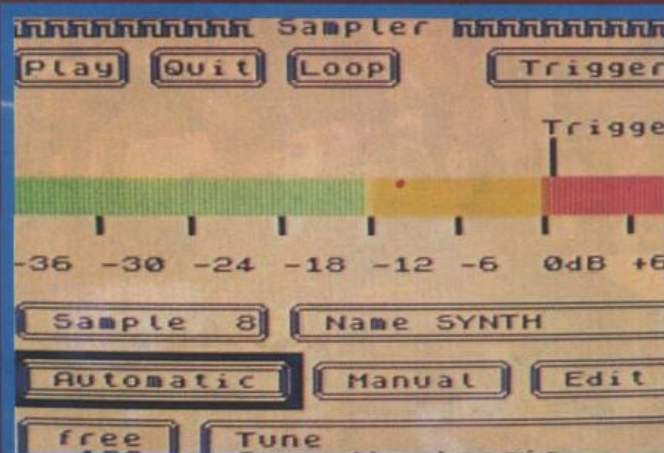 Sampler
Play Quit Loop Trigger
Trigge
-36 -30 -24 -18 -12 -6 0dB +6
Sample 8 Name SYNTH
Automatic Manual Edit
free Tune